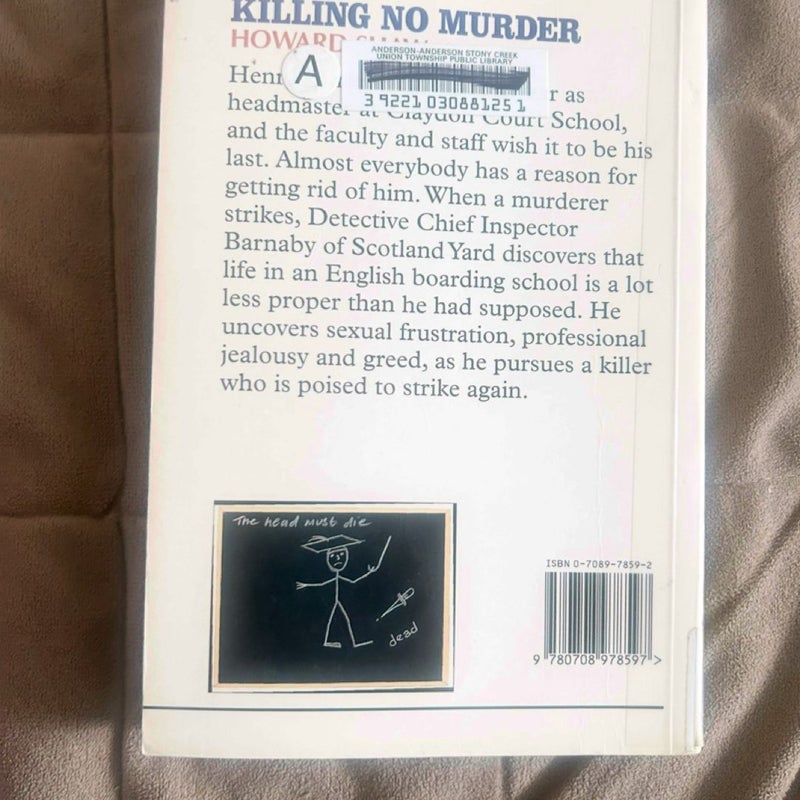 KILLING NO MURDER
HOWARD
ANDERSON-ANDERSON STONY CREEK
UNION TOWNSHIP PUBLIC LIBRARY
A
3 9221 03088125 1
r as
headmaster at Claydon Court School,
and the faculty and staff wish it to be his
last. Almost everybody has a reason for
getting rid of him. When a murderer
strikes, Detective Chief Inspector
Barnaby of Scotland Yard discovers that
life in an English boarding school is a lot
less proper than he had supposed. He
uncovers sexual frustration, professional
jealousy and greed, as he pursues a killer
who is poised to strike again.
The head must die
dead
ISBN 0-7089-7859-2
9 780708 978597 >